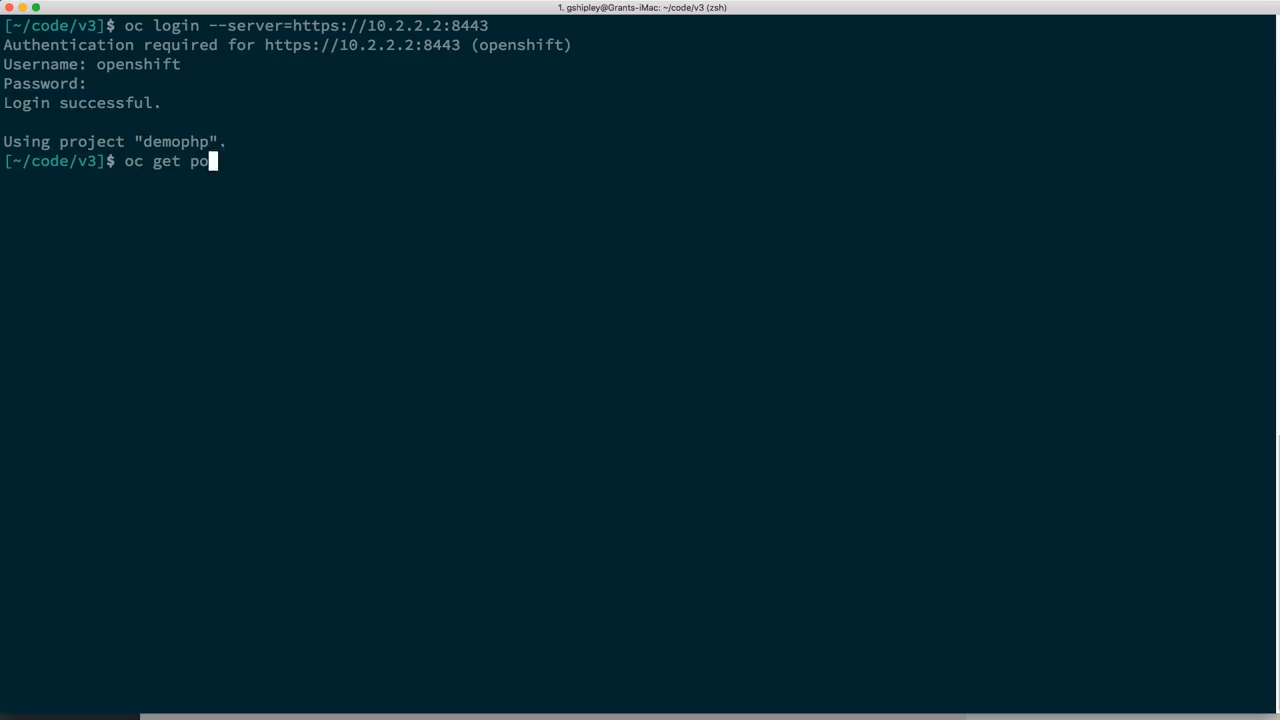 1. gshipley@Grants-iMac: ~/code/v3 (zsh)
[~/code/v3]$ oc login --server=https://10.2.2.2:8443
Authentication required for https://10.2.2.2:8443 (openshift)
Username: openshift
Password:
Login successful.
Using project "demophp".
[~/code/v3]$ oc get po